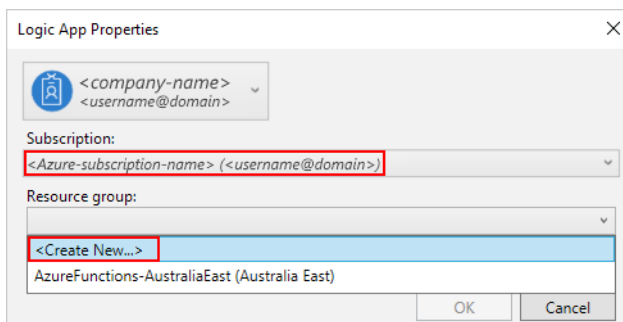 Logic App Properties
<company-name>
<username@domain>
Subscription:
<Azure-subscription-name> (<username@domain>)
Resource group:
<Create New...>
AzureFunctions-AustraliaEast (Australia East)
OK
Cancel